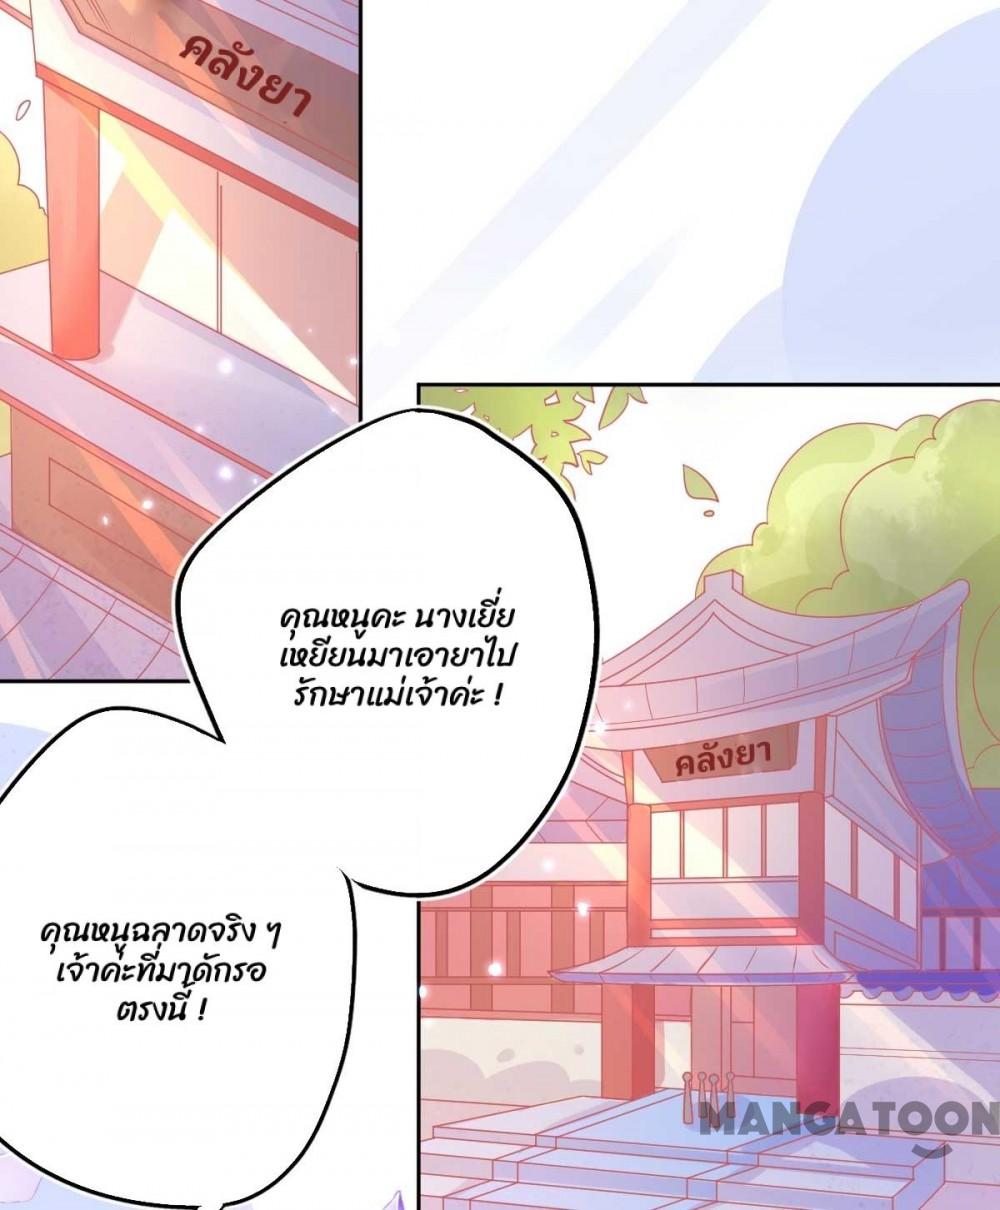 คลังยา
คุณหนูคะ นางเยี่ย
เหยียนมาเอายาไป
รักษาแม่เจ้าค่ะ !
คลังยา
คุณหนูฉลาดจริง ๆ
เจ้าค่ะที่มาดักรอ
ตรงนี้ !
MANGATOON